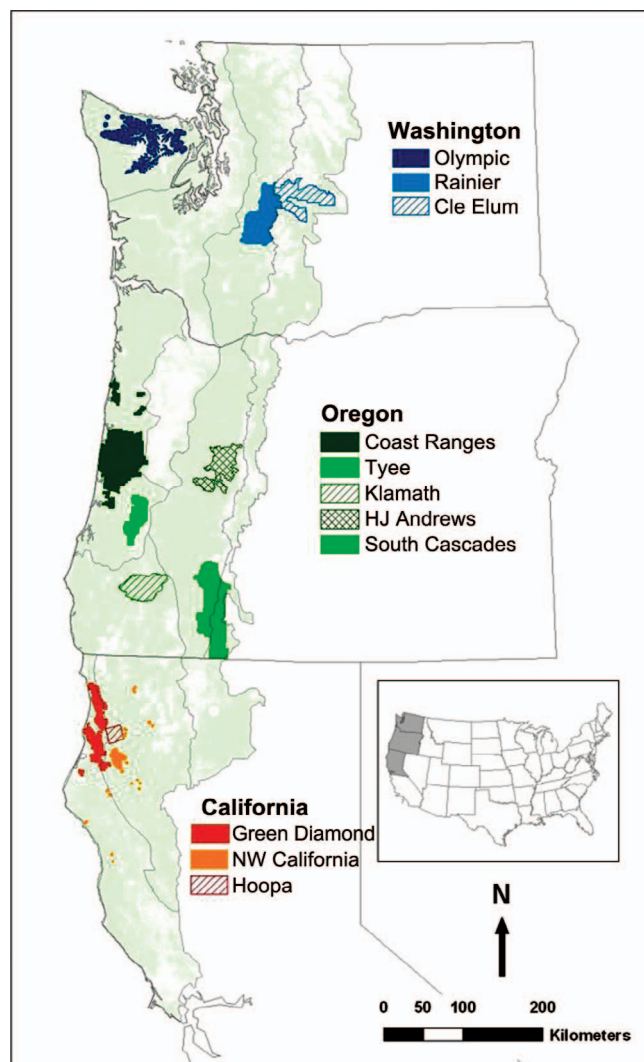 Washington
Olympic
Rainier
Cle Elum
Oregon
Coast Ranges
Tyee
Klamath
HJ Andrews
South Cascades
California
Green Diamond
NW California
Hoopa
N
0 50 100 200
Kilometers